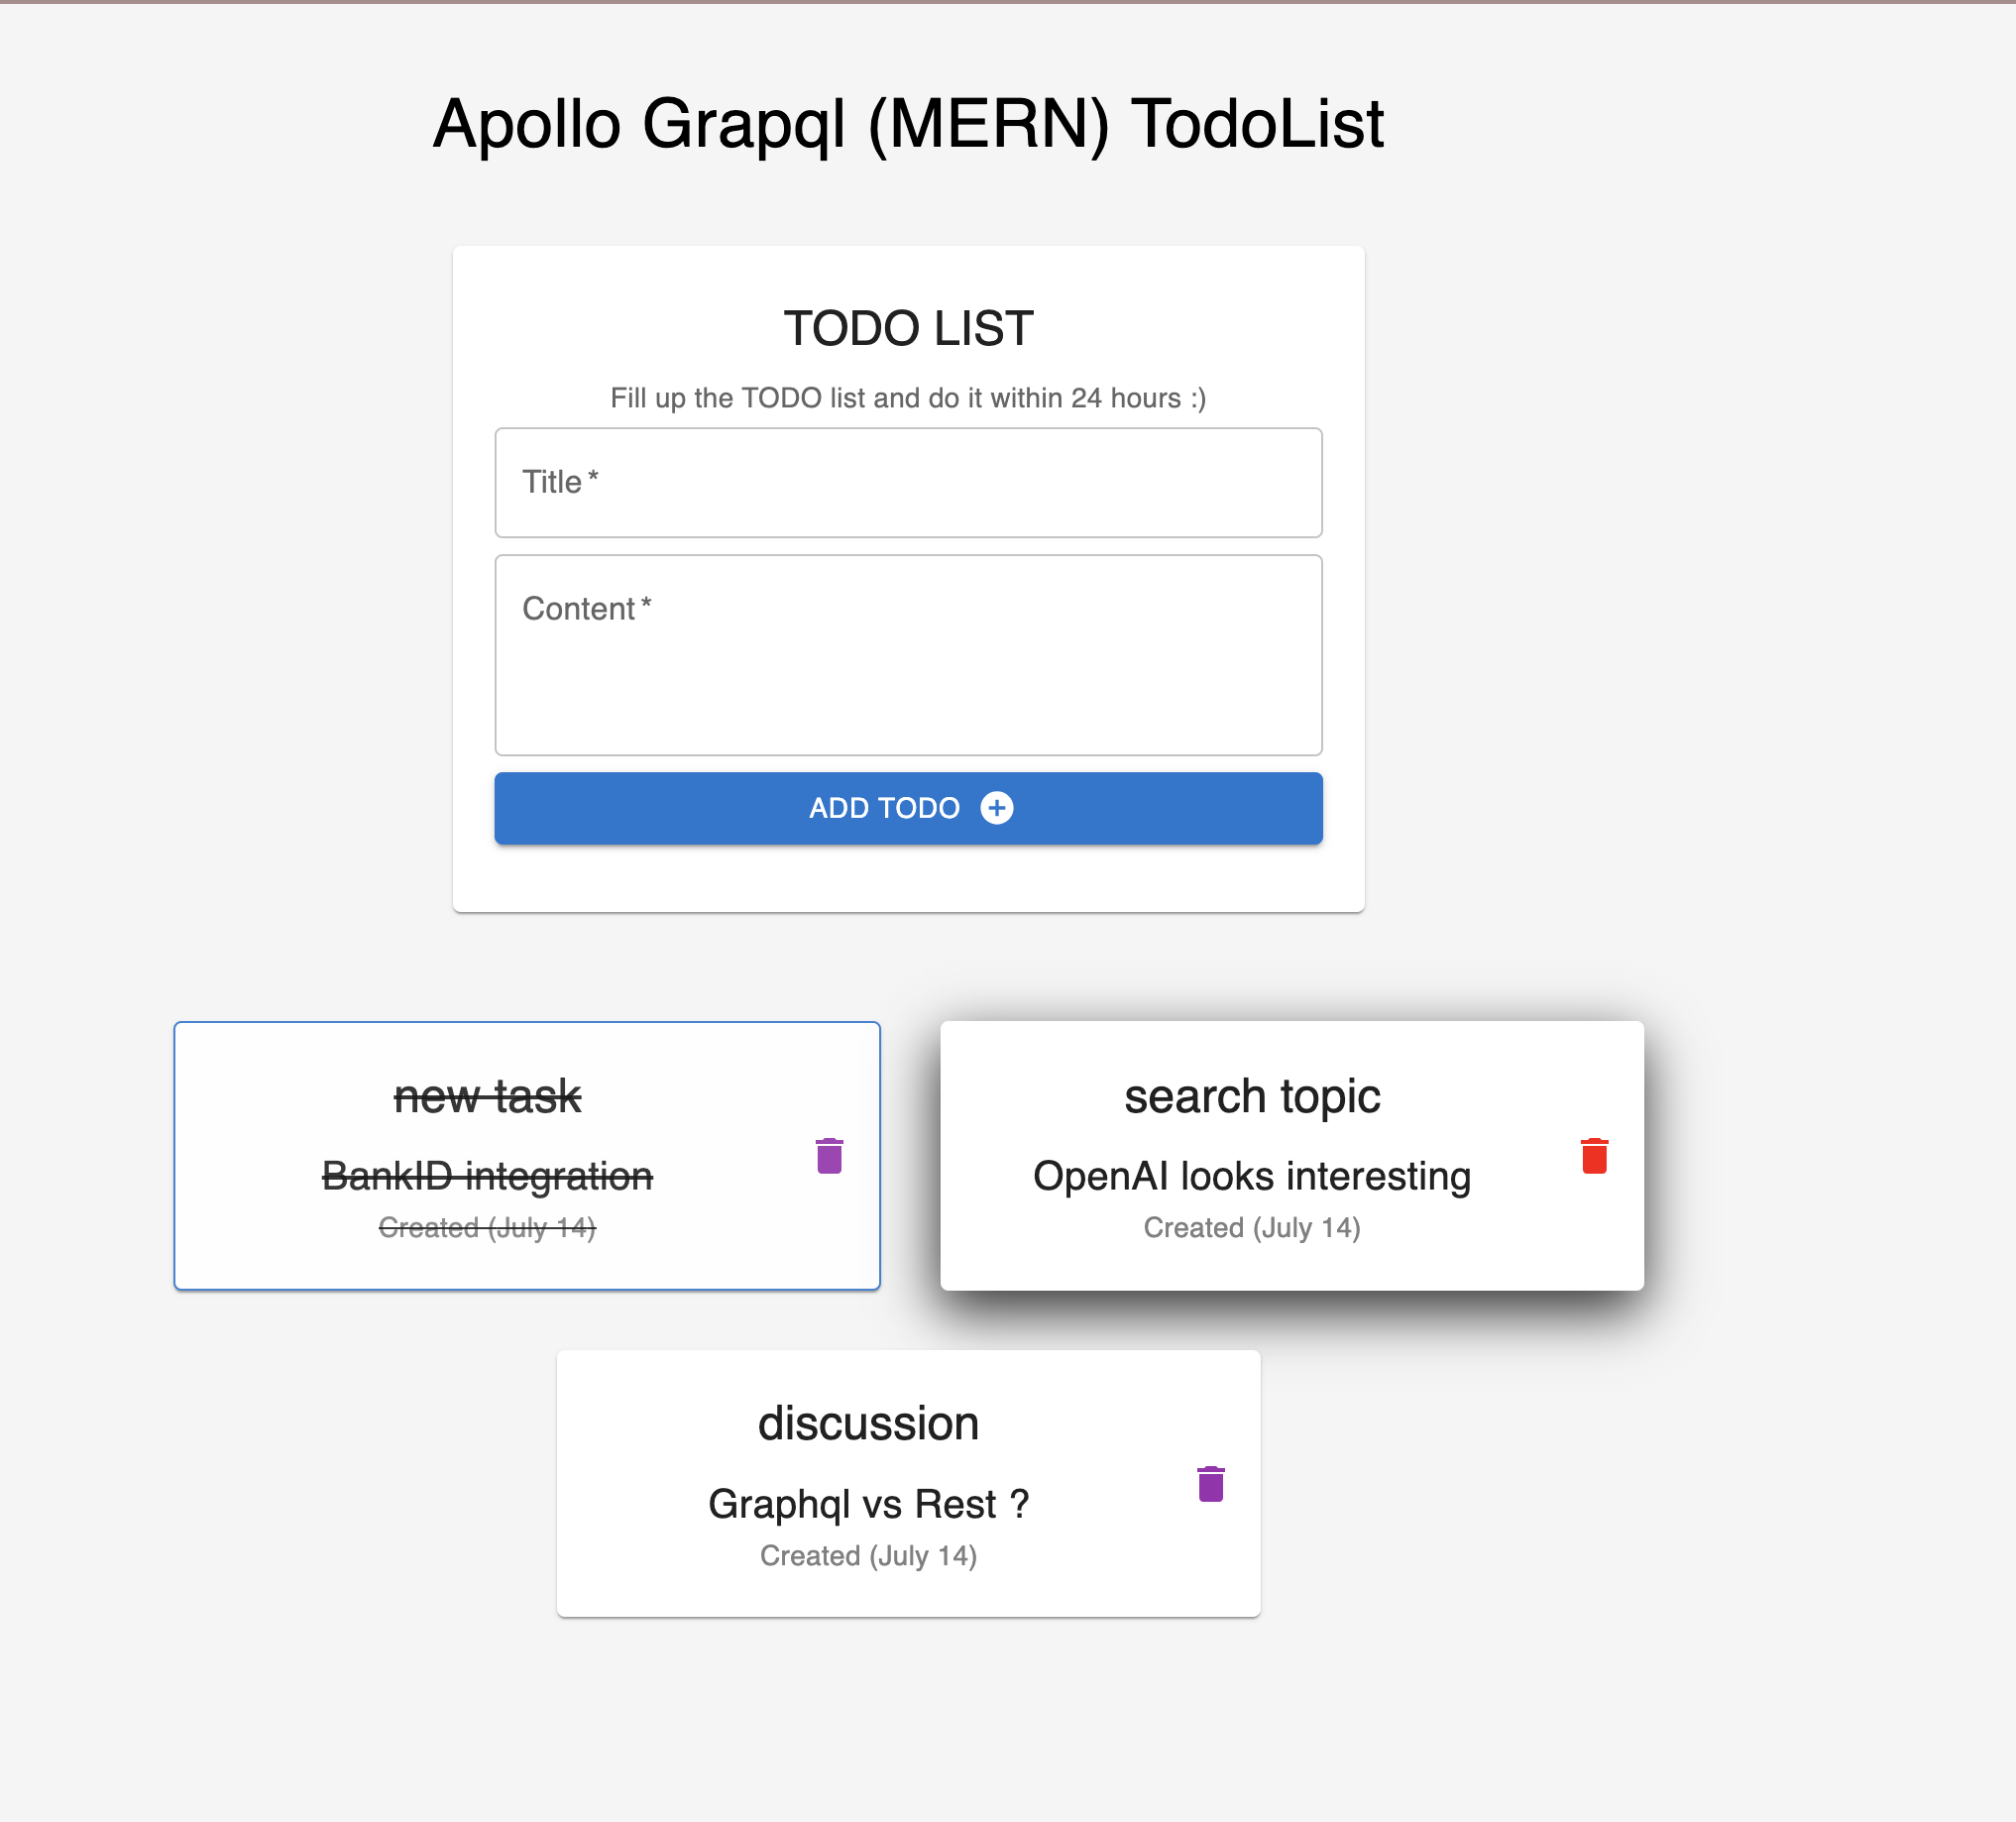 Apollo Grapql (MERN) TodoList
TODO LIST
Fill up the TODO list and do it within 24 hours :)
Title *
Content *
ADD TODO
new task
BankID integration
Created (July 14)
search topic
OpenAI looks interesting
Created (July 14)
discussion
Graphql vs Rest ?
Created (July 14)